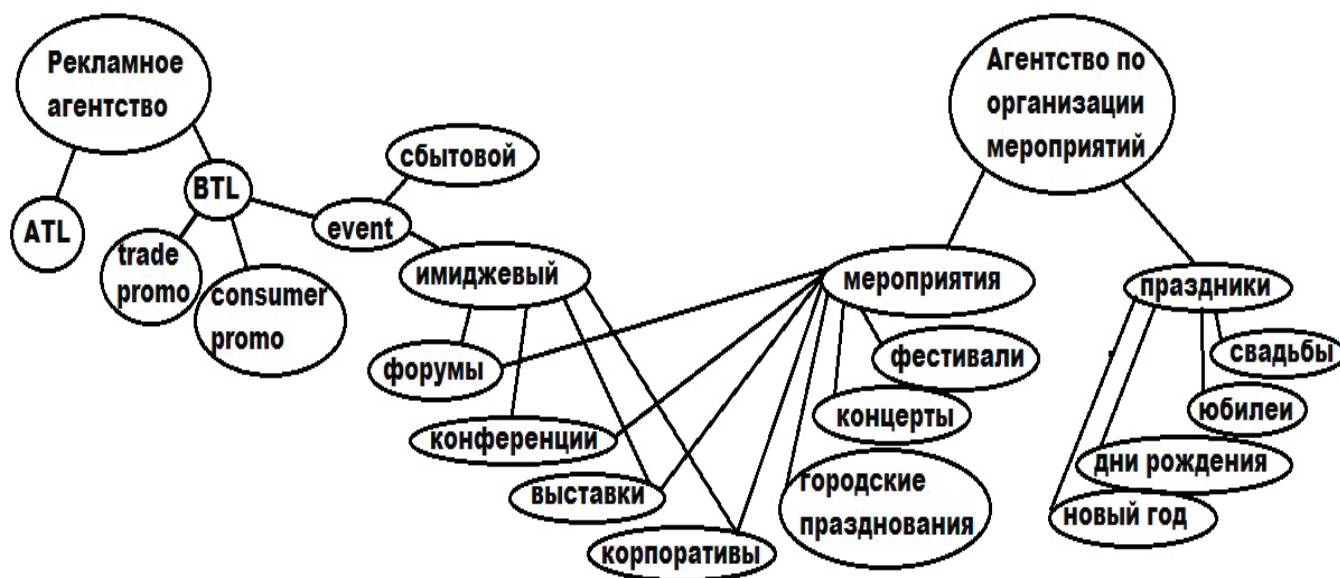 Рекламное
агентство
ATL
BTL
trade
promo
consumer
promo
event
сбытовой
имиджевый
форумы
конференции
выставки
корпоративы
Агентство по
организации
мероприятий
мероприятия
фестивали
концерты
городские
празднования
праздники
свадьбы
юбилеи
дни рождения
новый год